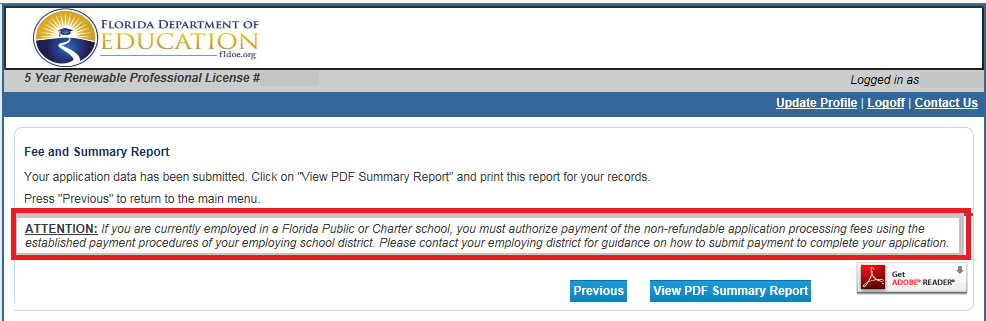 FLORIDA DEPARTMENT OF
EDUCATION
fldoe.org
5 Year Renewable Professional License #
Logged in as
Update Profile | Logoff | Contact Us
Fee and Summary Report
Your application data has been submitted. Click on "View PDF Summary Report" and print this report for your records.
Press "Previous" to return to the main menu.
ATTENTION: If you are currently employed in a Florida Public or Charter school, you must authorize payment of the non-refundable application processing fees using the
established payment procedures of your employing school district. Please contact your employing district for guidance on how to submit payment to complete your application.
Previous
View PDF Summary Report
Get
ADOBE® READER®